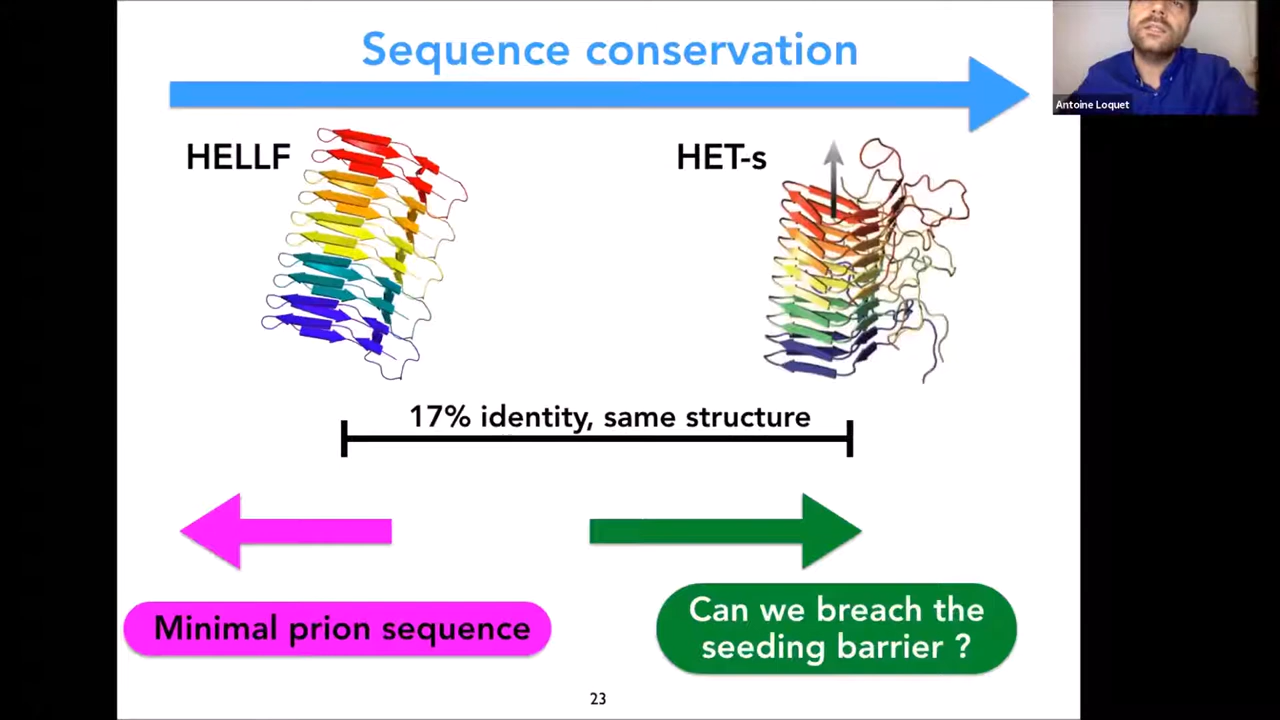 Sequence conservation
Antoine Loquet
HELLF
HET-s
17% identity, same structure
Minimal prion sequence
Can we breach the
seeding barrier ?
23